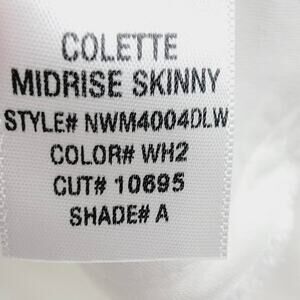 COLETTE
MIDRISE SKINNY
STYLE# NWM4004DLW
COLOR# WH2
CUT# 10695
SHADE# A